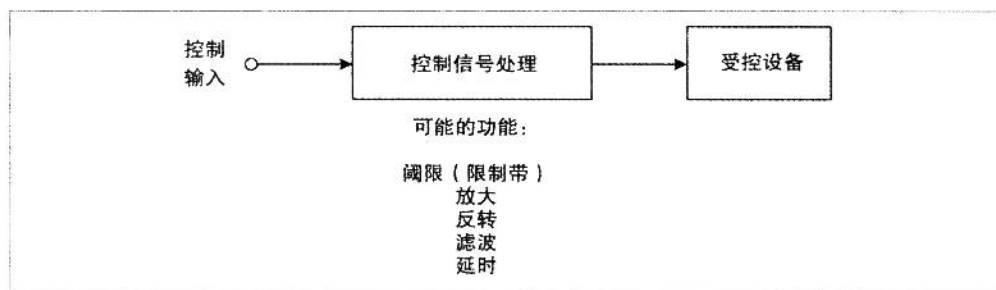 控制
输入
控制信号处理
受控设备
可能的功能：
阈限（限制带）
放大
反转
滤波
延时